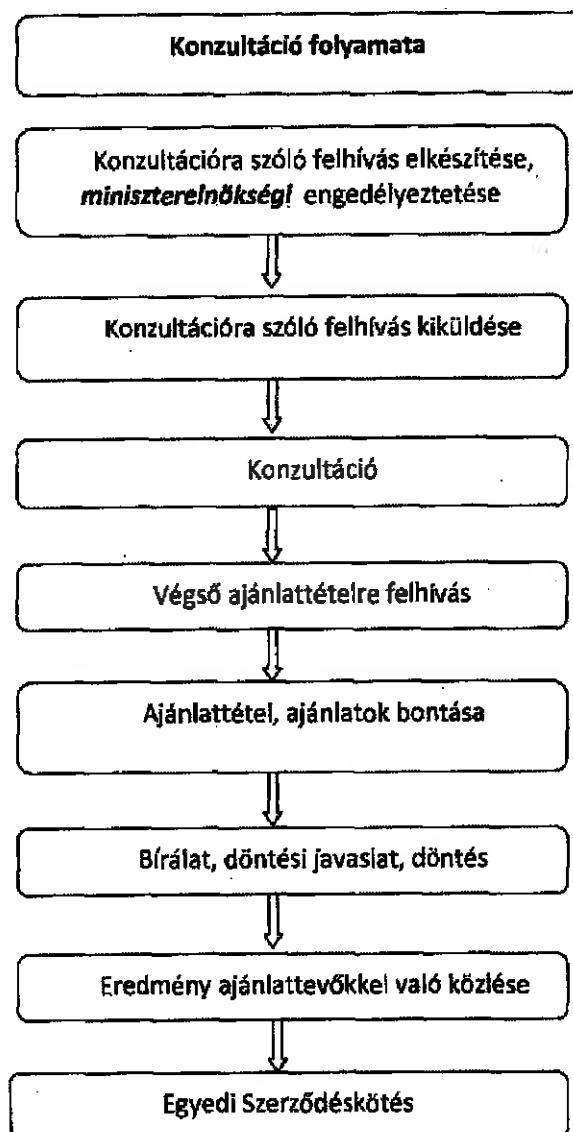 Konzultáció folyamata
Konzultációra szóló felhívás elkészítése,
miniszterelnökségi engedélyeztetése
Konzultációra szóló felhívás kiküldése
Konzultáció
Végső ajánlattételre felhívás
Ajánlattétel, ajánlatok bontása
Bírálat, döntési javaslat, döntés
Eredmény ajánlattevőkkel való közlése
Egyedi Szerződéskötés